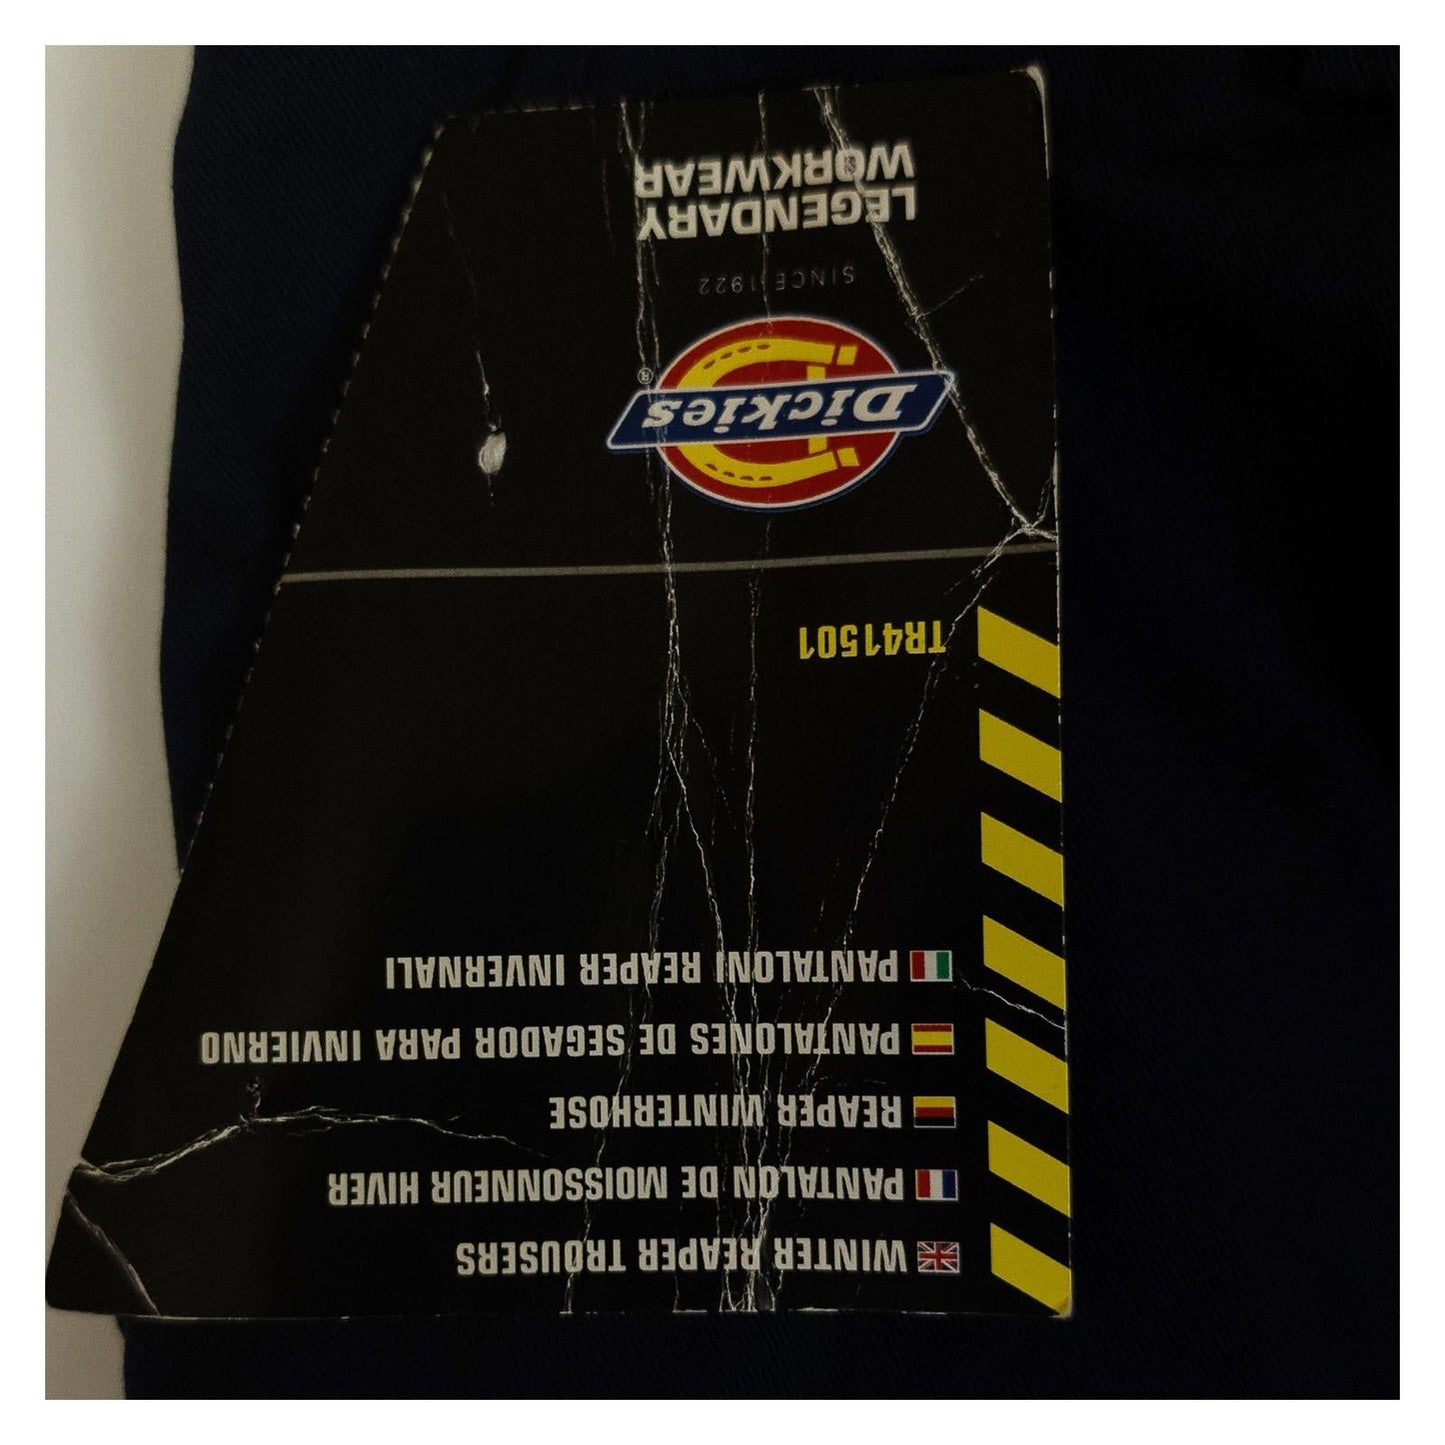 WINTER REAPER TROUSERS
PANTALON DE MOISSONNEUR HIVER
REAPER WINTERHOSE
PANTALONES DE SEGADOR PARA INVIERNO
PANTALONI REAPER INVERNALI
TR41501
Dickies®
SINCE 1922
LEGENDARY
WORKWEAR